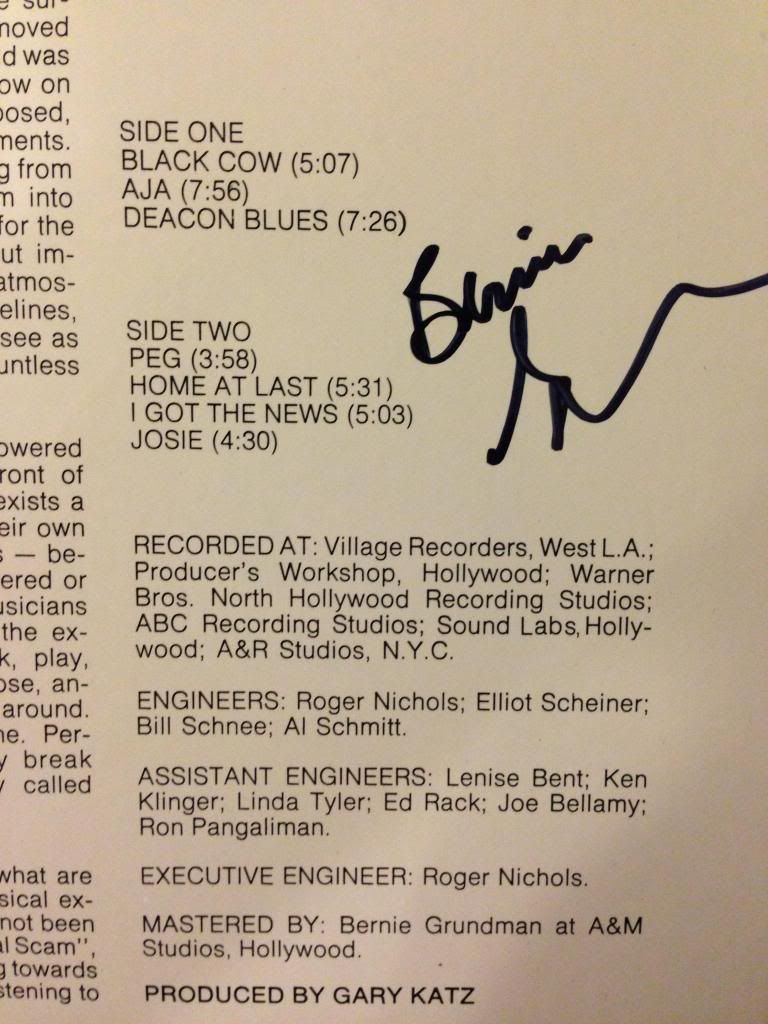 moved
d was
ow on
posed,
ments.
g from
m into
for the
ut im-
atmos-
elines,
see as
untless
owered
ront of
exists a
eir own
s — be-
ered or
usicians
the ex-
k, play,
ose, an-
around.
ne. Per-
y break
y called
what are
sical ex-
not been
al Scam",
g towards
stening to
SIDE ONE
BLACK COW (5:07)
AJA (7:56)
DEACON BLUES (7:26)
Bernie
SIDE TWO
PEG (3:58)
HOME AT LAST (5:31)
I GOT THE NEWS (5:03)
JOSIE (4:30)
RECORDED AT: Village Recorders, West L.A.;
Producer's Workshop, Hollywood; Warner
Bros. North Hollywood Recording Studios;
ABC Recording Studios; Sound Labs, Holly-
wood; A&R Studios, N.Y.C.
ENGINEERS: Roger Nichols; Elliot Scheiner;
Bill Schnee; Al Schmitt.
ASSISTANT ENGINEERS: Lenise Bent; Ken
Klinger; Linda Tyler; Ed Rack; Joe Bellamy;
Ron Pangaliman.
EXECUTIVE ENGINEER: Roger Nichols.
MASTERED BY: Bernie Grundman at A&M
Studios, Hollywood.
PRODUCED BY GARY KATZ